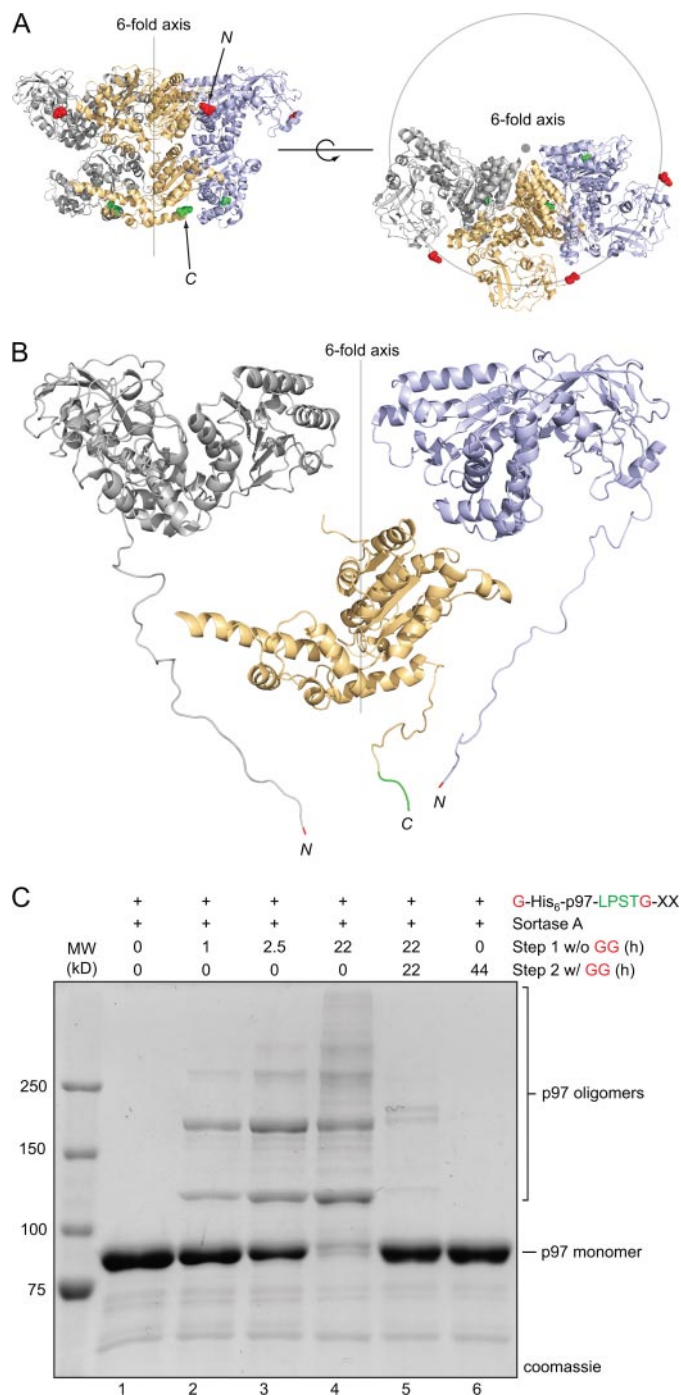 A
6-fold axis
N
C
6-fold axis
B
6-fold axis
N
C
N
C
+ + + + + + G-His6-p97-LPSTG-XX
+ + + + + + Sortase A
MW (kD)
0 1 2.5 22 22 0 Step 1 w/o GG (h)
0 0 0 0 22 44 Step 2 w/ GG (h)
250
150
100
75
p97 oligomers
p97 monomer
coomassie
1 2 3 4 5 6